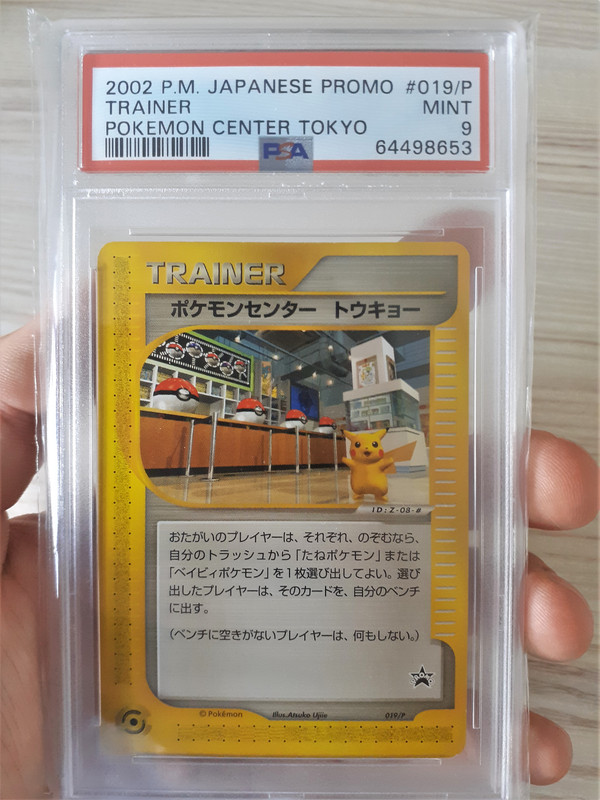 2002 P.M. JAPANESE PROMO #019/P
TRAINER MINT
POKEMON CENTER TOKYO 9
PSA 64498653
TRAINER
ポケモンセンター トウキョー
ID:Z-08-#
おたがいのプレイヤーは、それぞれ、のぞむなら、
自分のトラッシュから「たねポケモン」または
「ベイビィポケモン」を1枚選び出してよい。選び
出したプレイヤーは、そのカードを、自分のベンチ
に出す。
(ベンチに空きがないプレイヤーは、何もしない。)
©Pokémon Illus.Atsuko Ujiie 019/P